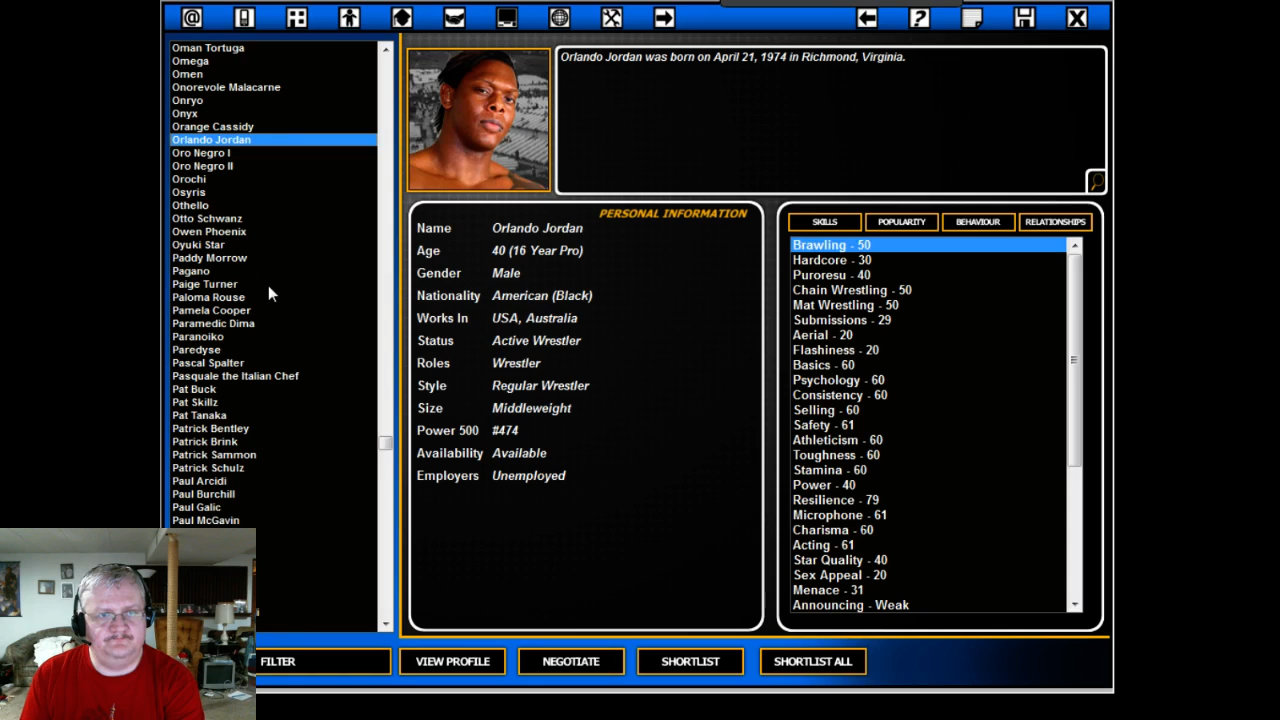 Oman Tortuga
Omega
Omen
Onorevole Malacarne
Onryo
Onyx
Orange Cassidy
Orlando Jordan
Oro Negro I
Oro Negro II
Orochi
Osyris
Othello
Otto Schwanz
Owen Phoenix
Oyuki Star
Paddy Morrow
Pagano
Paige Turner
Paloma Rouse
Pamela Cooper
Paramedic Dima
Paranoiko
Paredyse
Pascal Spalter
Pasquale the Italian Chef
Pat Buck
Pat Skillz
Pat Tanaka
Patrick Bentley
Patrick Brink
Patrick Sammon
Patrick Schulz
Paul Arcidi
Paul Burchill
Paul Galic
Paul McGavin
Orlando Jordan was born on April 21, 1974 in Richmond, Virginia.
PERSONAL INFORMATION
Name Orlando Jordan
Age 40 (16 Year Pro)
Gender Male
Nationality American (Black)
Works In USA, Australia
Status Active Wrestler
Roles Wrestler
Style Regular Wrestler
Size Middleweight
Power 500 #474
Availability Available
Employers Unemployed
SKILLS POPULARITY BEHAVIOUR RELATIONSHIPS
Brawling - 50
Hardcore - 30
Puroresu - 40
Chain Wrestling - 50
Mat Wrestling - 50
Submissions - 29
Aerial - 20
Flashiness - 20
Basics - 60
Psychology - 60
Consistency - 60
Selling - 60
Safety - 61
Athleticism - 60
Toughness - 60
Stamina - 60
Power - 40
Resilience - 79
Microphone - 61
Charisma - 60
Acting - 61
Star Quality - 40
Sex Appeal - 20
Menace - 31
Announcing - Weak
FILTER VIEW PROFILE NEGOTIATE SHORTLIST SHORTLIST ALL